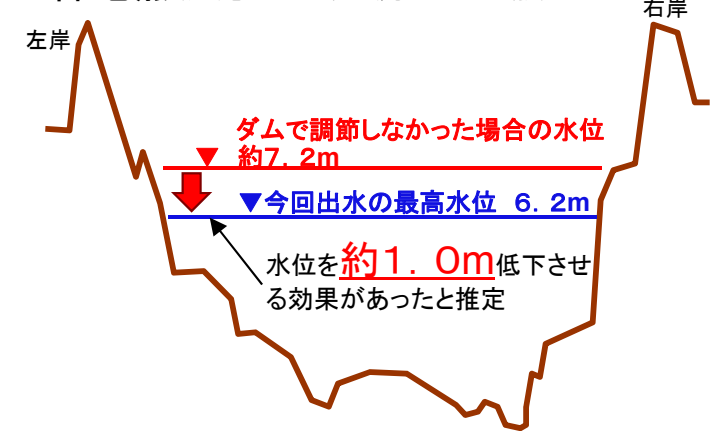 右岸
左岸
ダムで調節しなかった場合の水位
約7.2m
▼今回出水の最高水位 6.2m
水位を約1.0m低下させ
る効果があったと推定